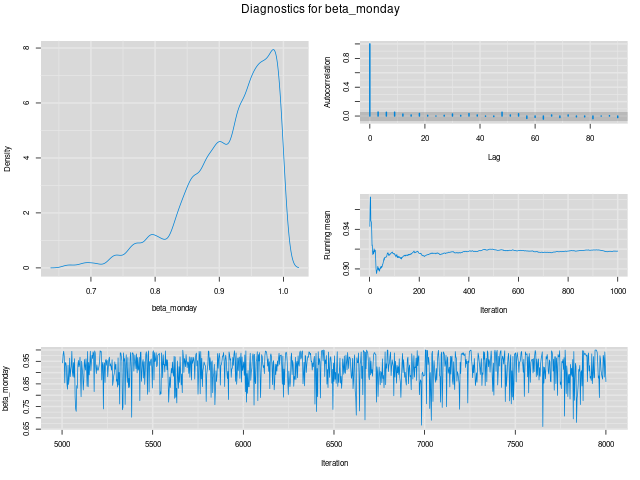 Diagnostics for beta_monday
Density
0 2 4 6 8
0.7 0.8 0.9 1.0
beta_monday
Autocorrelation
0.0 0.4 0.8
0 20 40 60 80
Lag
Running mean
0.90 0.94
0 200 400 600 800 1000
Iteration
beta_monday
0.65 0.75 0.85 0.95
5000 5500 6000 6500 7000 7500 8000
Iteration